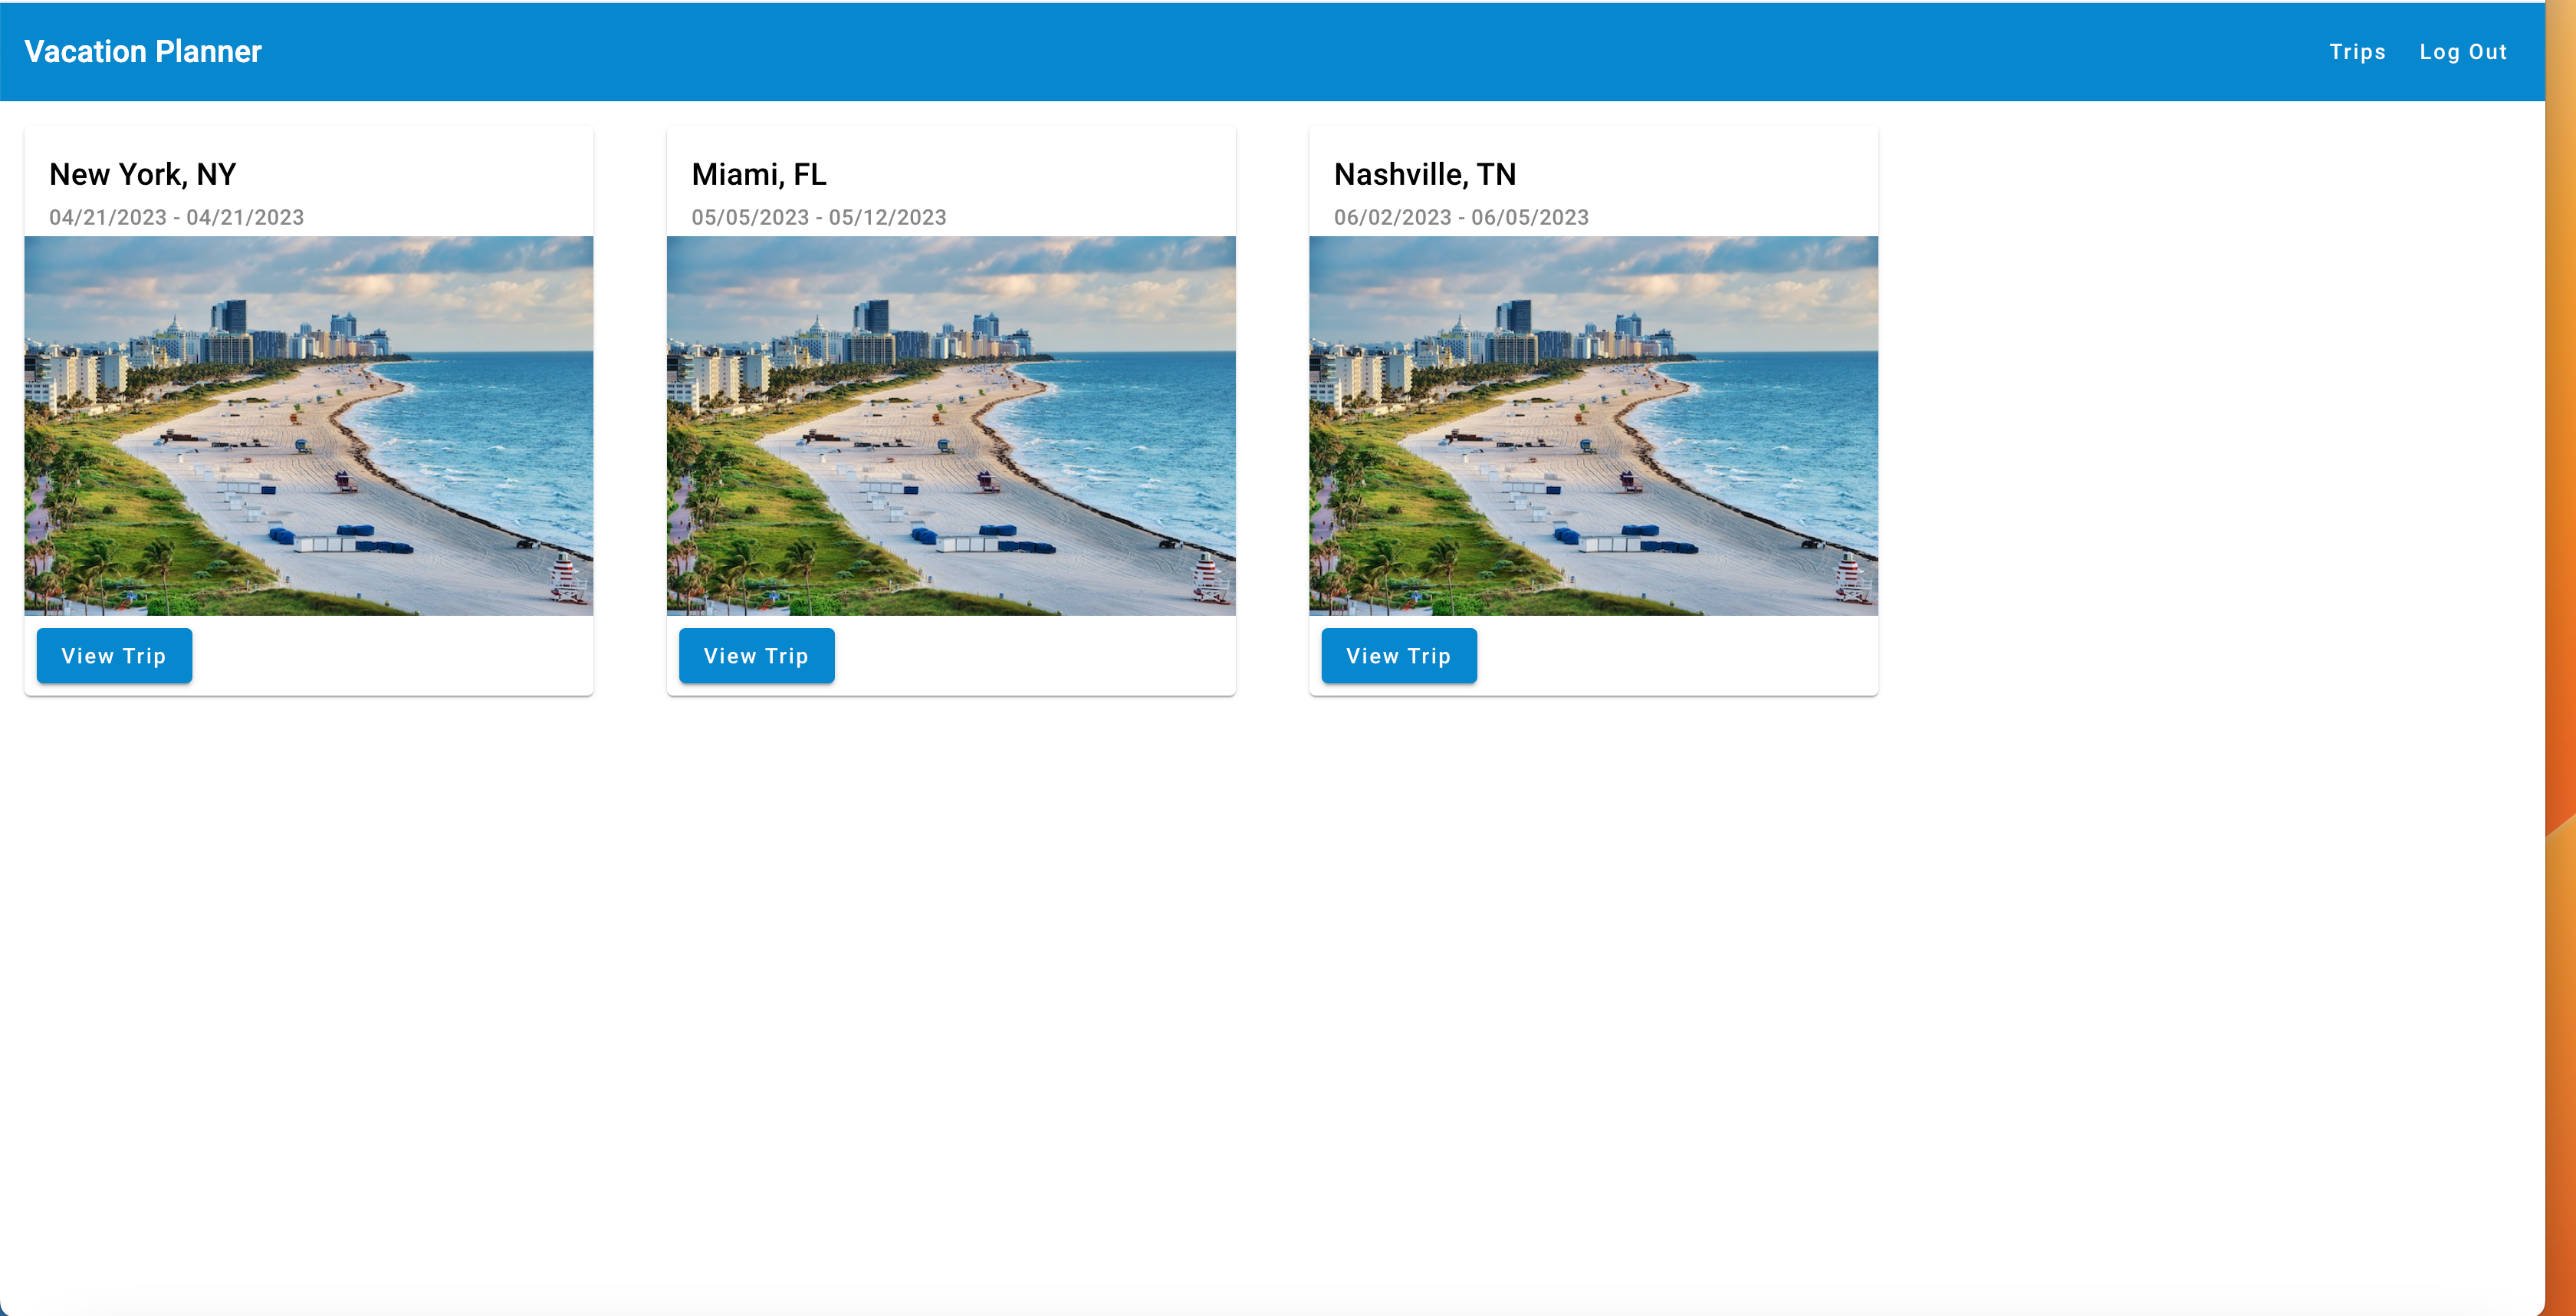 Vacation Planner
Trips Log Out
New York, NY
04/21/2023 - 04/21/2023
View Trip
Miami, FL
05/05/2023 - 05/12/2023
View Trip
Nashville, TN
06/02/2023 - 06/05/2023
View Trip